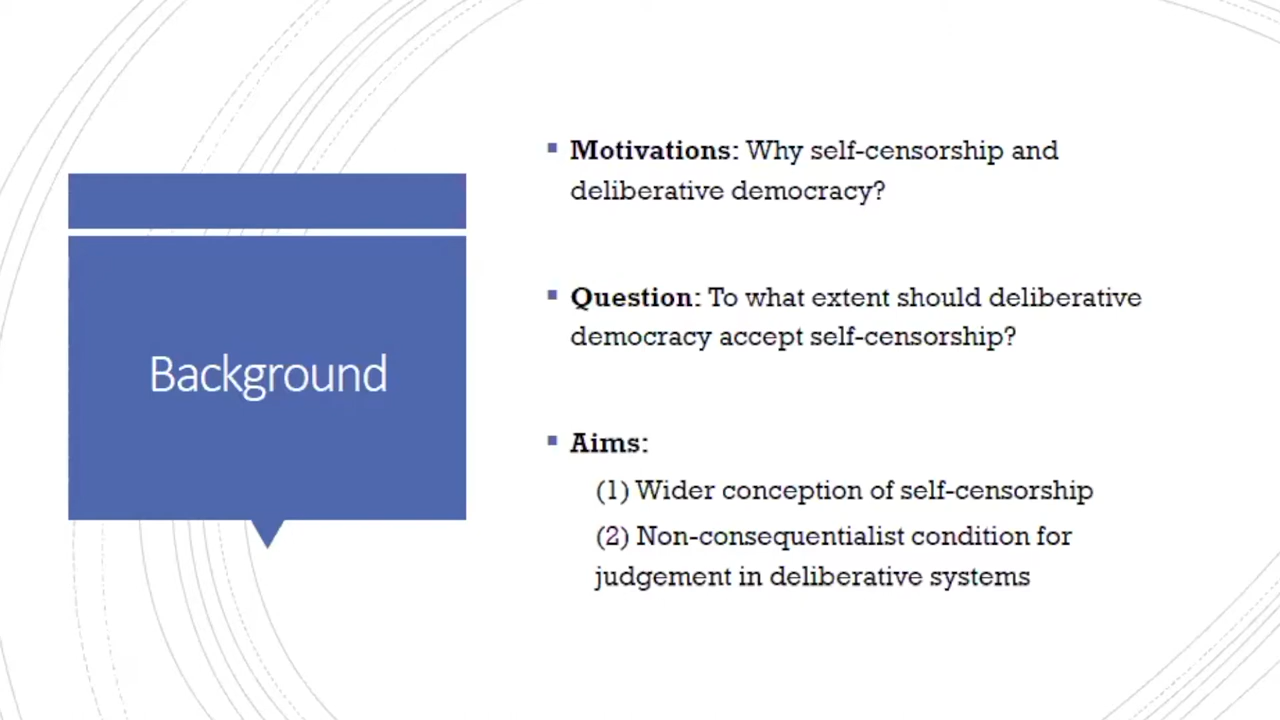 Background
Motivations: Why self-censorship and
deliberative democracy?
Question: To what extent should deliberative
democracy accept self-censorship?
Aims:
(1) Wider conception of self-censorship
(2) Non-consequentialist condition for
judgement in deliberative systems